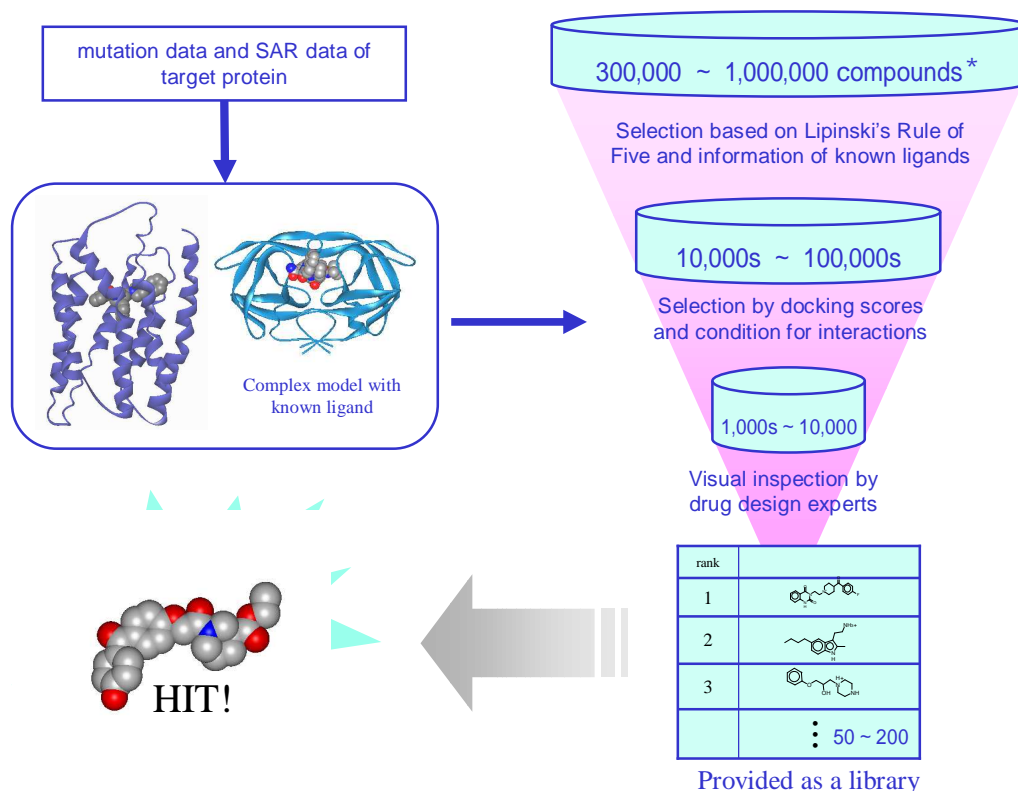 mutation data and SAR data of
target protein
Complex model with
known ligand
300,000 ~ 1,000,000 compounds*
Selection based on Lipinski's Rule of
Five and information of known ligands
10,000s ~ 100,000s
Selection by docking scores
and condition for interactions
1,000s ~ 10,000
Visual inspection by
drug design experts
rank
1
2
3
50 ~ 200
Provided as a library
HIT!